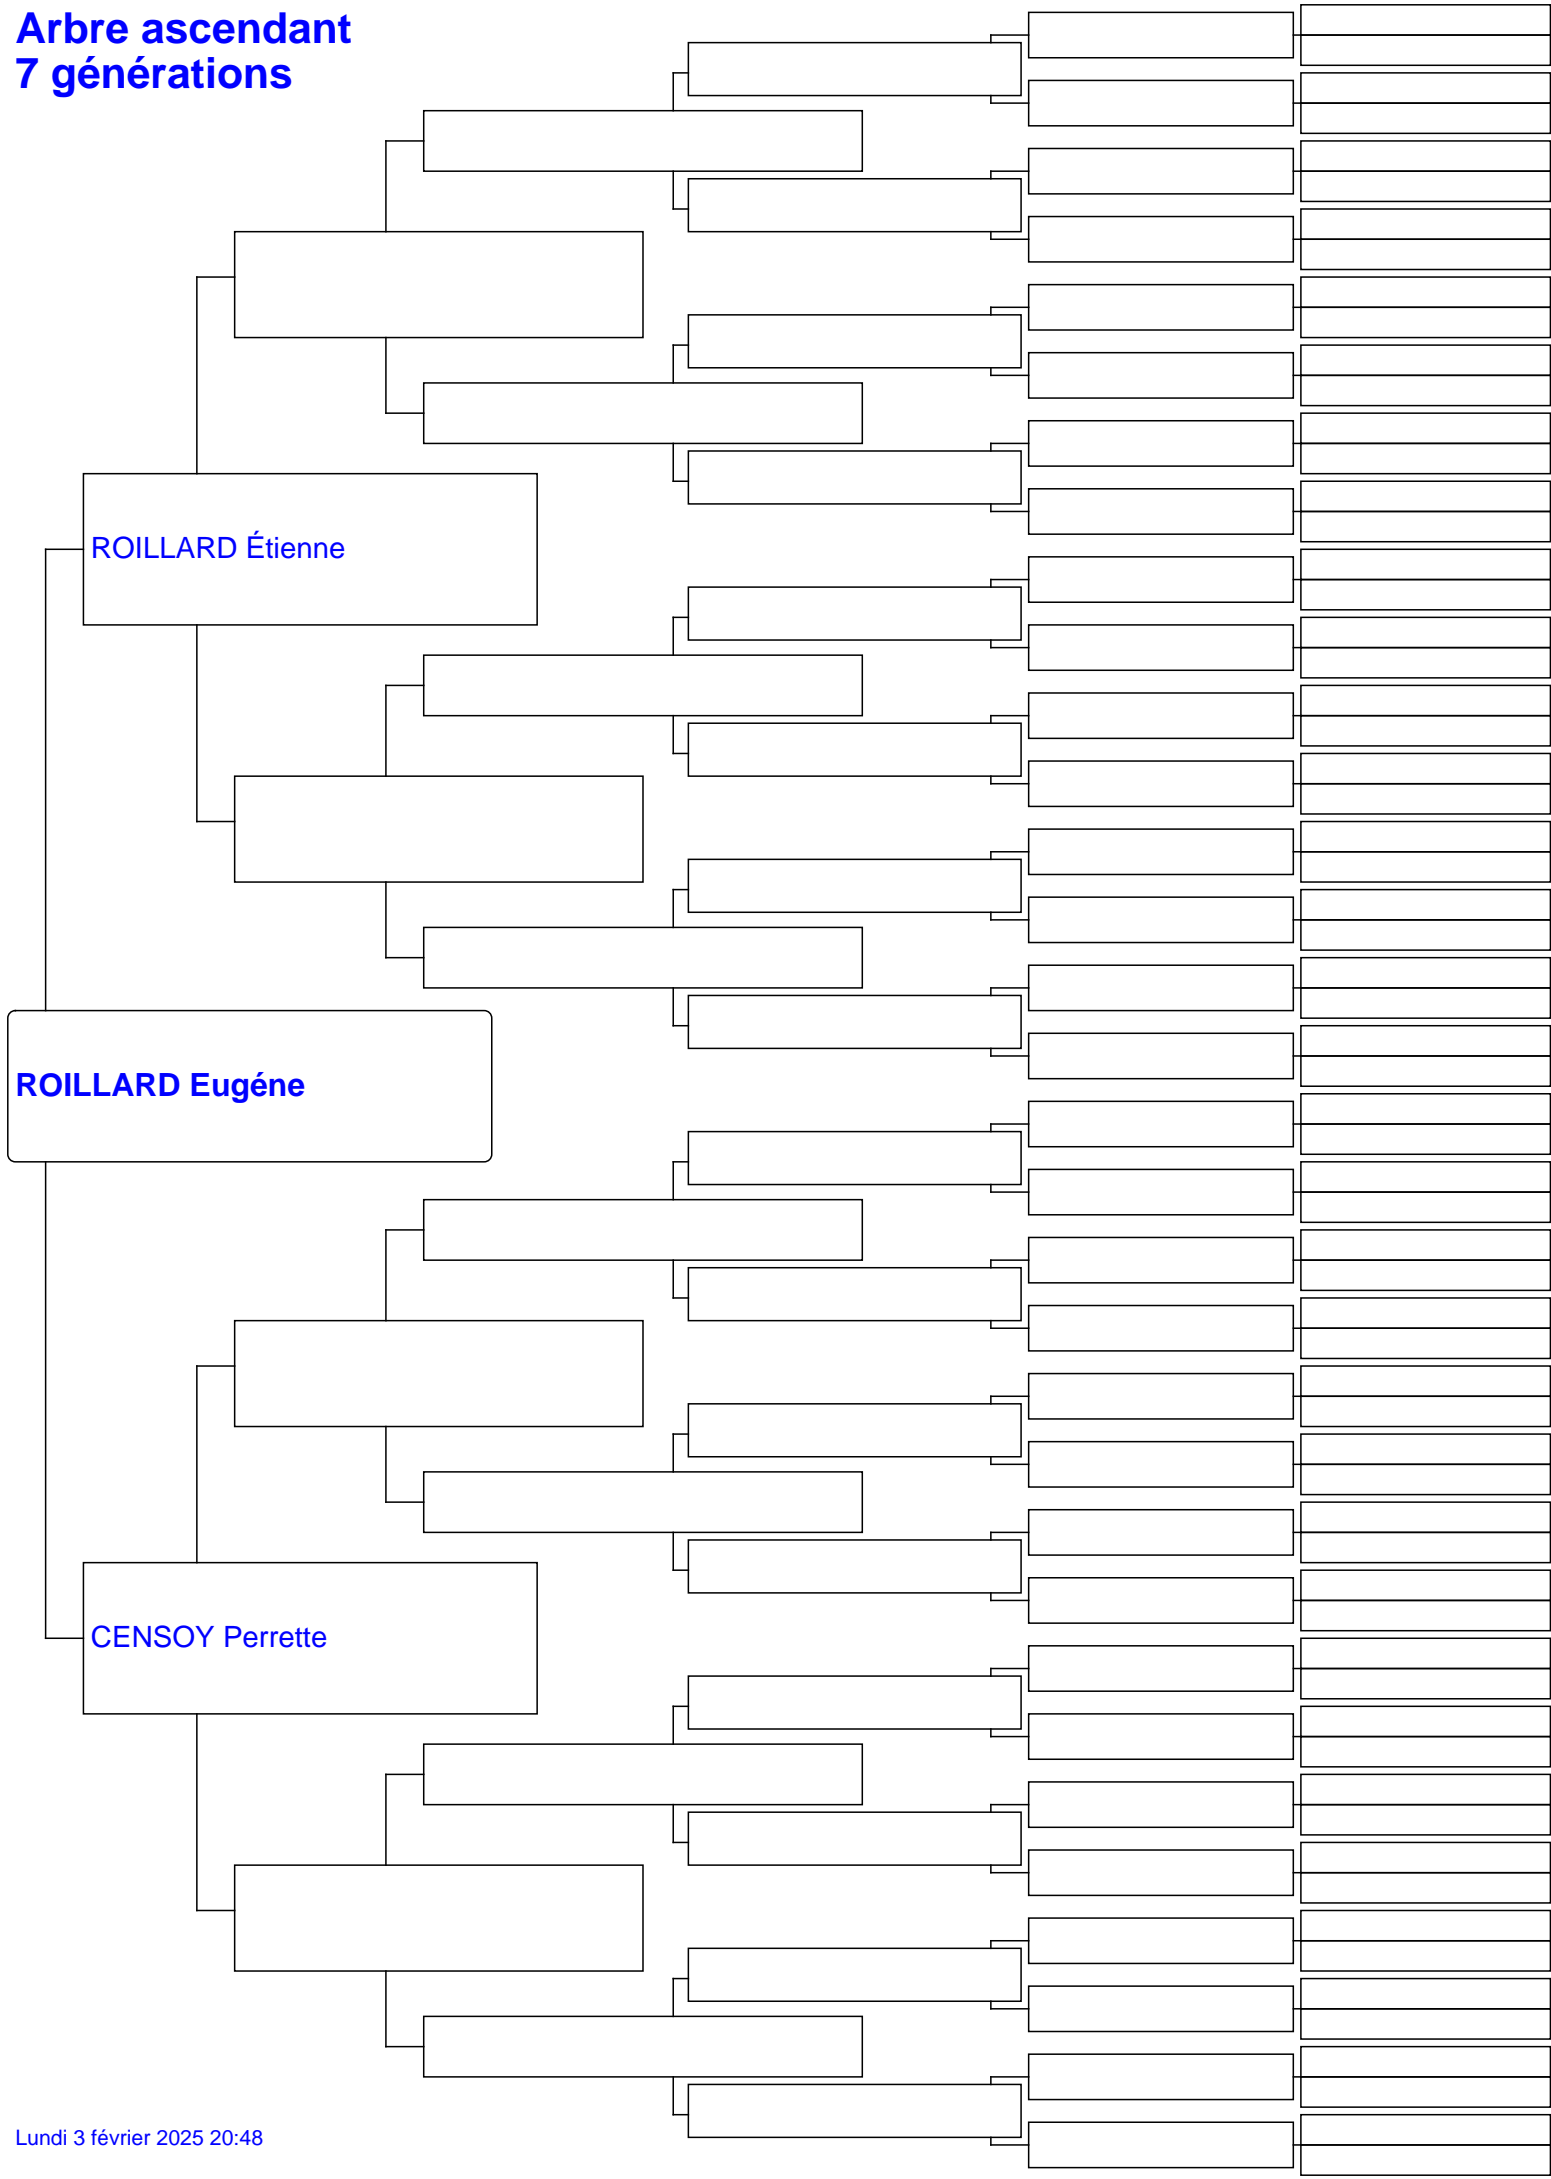 Arbre ascendant
7 générations
ROILLARD Étienne
ROILLARD Eugéne
CENSOY Perrette
Lundi 3 février 2025 20:48